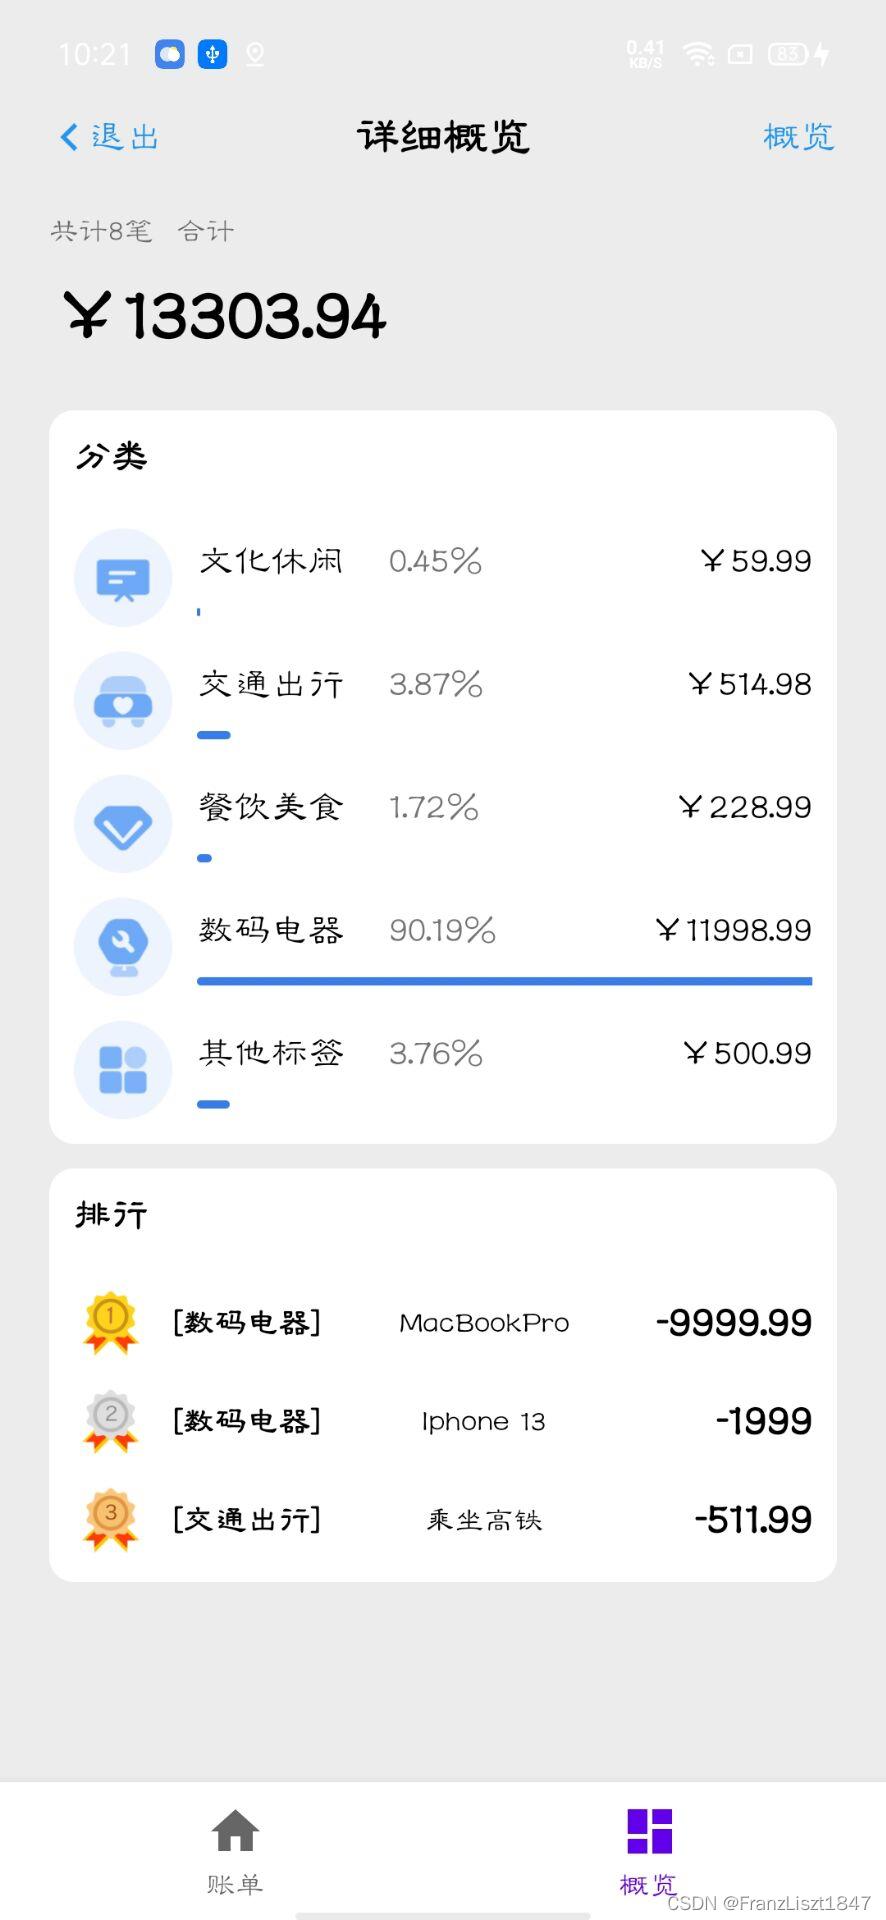 10:21 0.41 KB/S 83
退出 详细概览 概览
共计8笔 合计
￥13303.94
分类
文化休闲 0.45% ￥59.99
交通出行 3.87% ￥514.98
餐饮美食 1.72% ￥228.99
数码电器 90.19% ￥11998.99
其他标签 3.76% ￥500.99
排行
1 [数码电器] MacBookPro -9999.99
2 [数码电器] Iphone 13 -1999
3 [交通出行] 乘坐高铁 -511.99
账单 概览
CSDN @FranzLiszt1847